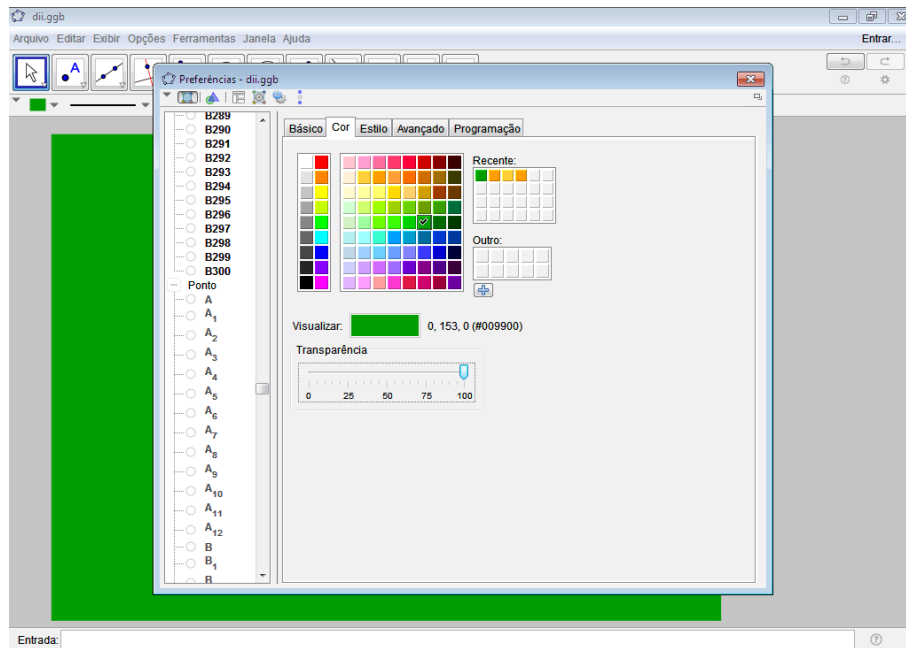 dii.ggb
Arquivo Editar Exibir Opções Ferramentas Janela Ajuda
Entrar...
A
Preferências - dii.ggb
B289
B290
B291
B292
B293
B294
B295
B296
B297
B298
B299
B300
Ponto
A
A1
A2
A3
A4
A5
A6
A7
A8
A9
A10
A11
A12
B
B1
B
Básico Cor Estilo Avançado Programação
Recente:
Outro:
Visualizar: 0, 153, 0 (#009900)
Transparência
0 25 50 75 100
Entrada: